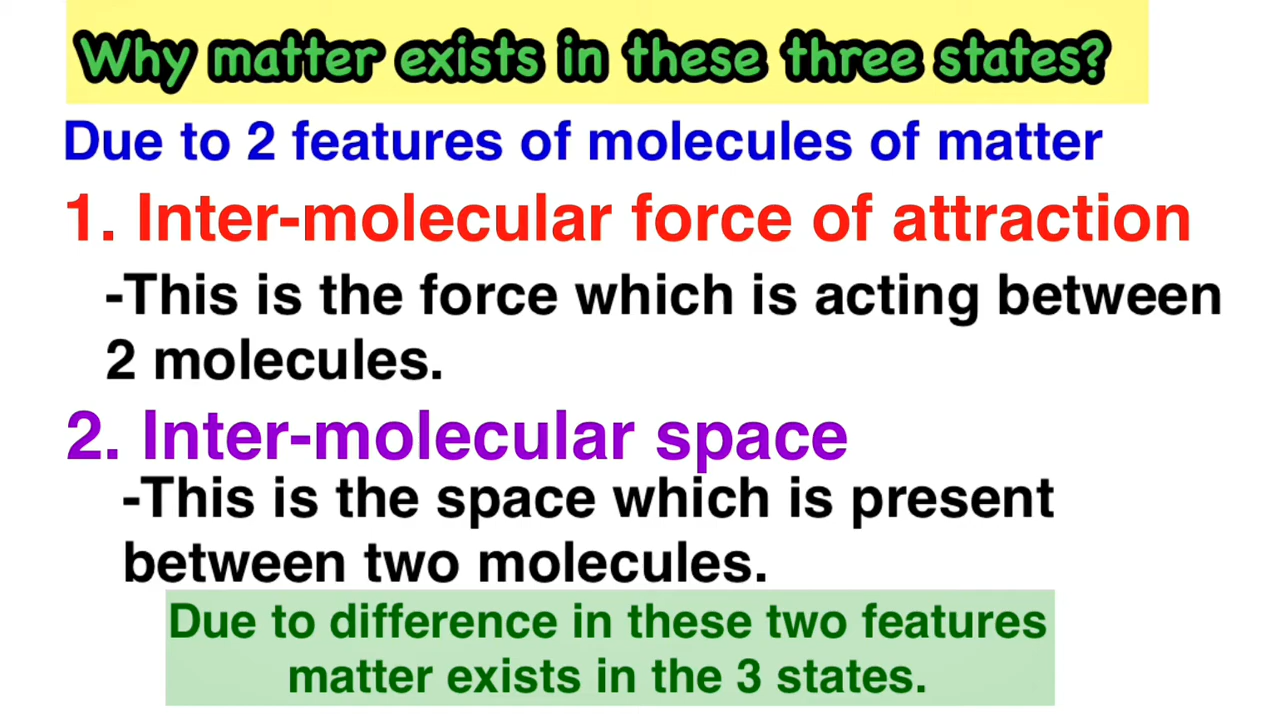 Why matter exists in these three states?
Due to 2 features of molecules of matter
1. Inter-molecular force of attraction
-This is the force which is acting between
2 molecules.
2. Inter-molecular space
-This is the space which is present
between two molecules.
Due to difference in these two features
matter exists in the 3 states.